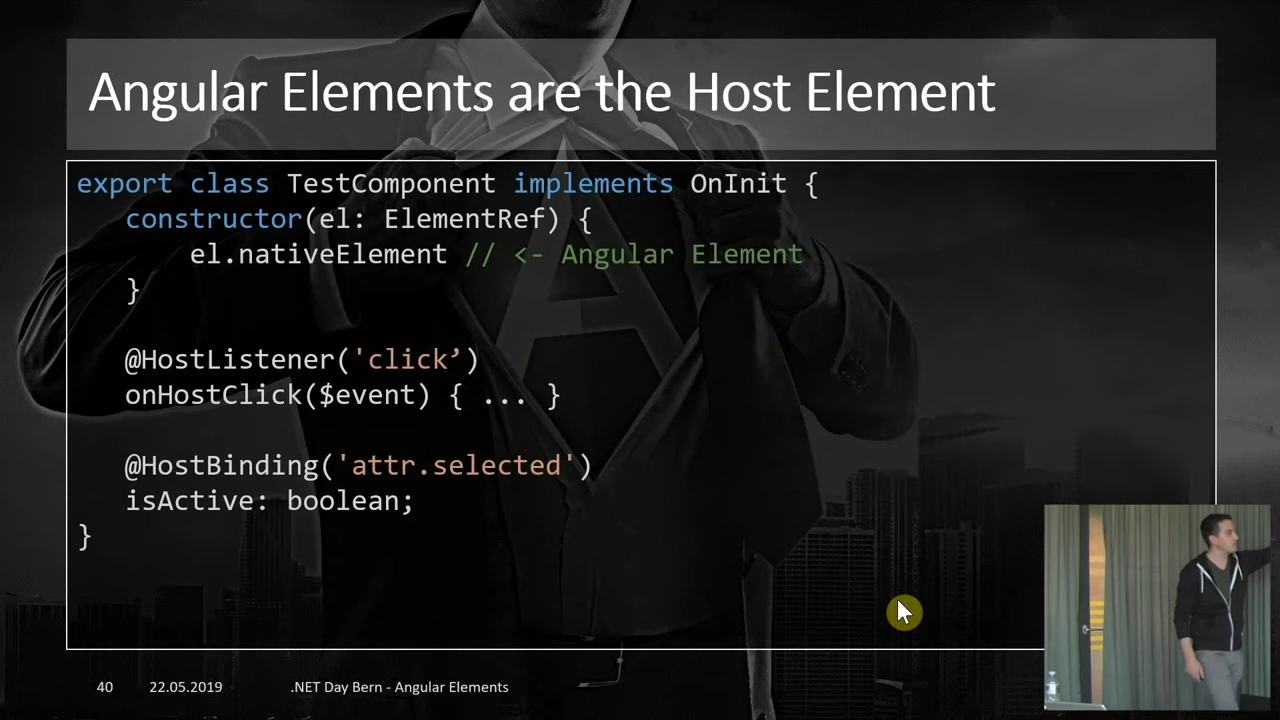 Angular Elements are the Host Element
export class TestComponent implements OnInit {
constructor(el: ElementRef) {
el.nativeElement // <- Angular Element
}
@HostListener('click’)
onHostClick($event) { ... }
@HostBinding('attr.selected')
isActive: boolean;
}
40 22.05.2019 .NET Day Bern - Angular Elements